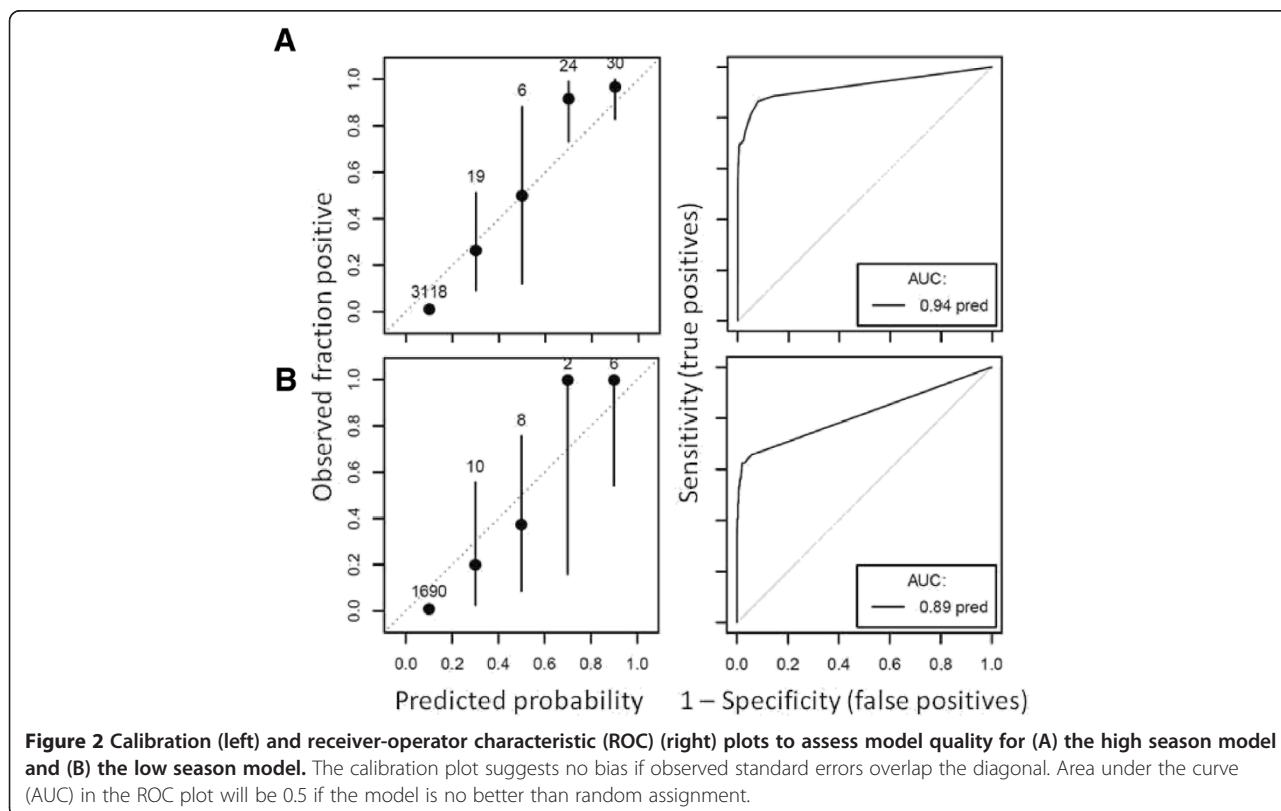 A
Observed fraction positive
1.0
0.8
0.6
0.4
0.2
0.0
3118
19
6
24
30
Sensitivity (true positives)
AUC:
0.94 pred
B
1.0
0.8
0.6
0.4
0.2
0.0
1690
10
8
2
6
0.0 0.2 0.4 0.6 0.8 1.0
Predicted probability
AUC:
0.89 pred
0.0 0.2 0.4 0.6 0.8 1.0
1 – Specificity (false positives)
Figure 2 Calibration (left) and receiver-operator characteristic (ROC) (right) plots to assess model quality for (A) the high season model
and (B) the low season model. The calibration plot suggests no bias if observed standard errors overlap the diagonal. Area under the curve
(AUC) in the ROC plot will be 0.5 if the model is no better than random assignment.